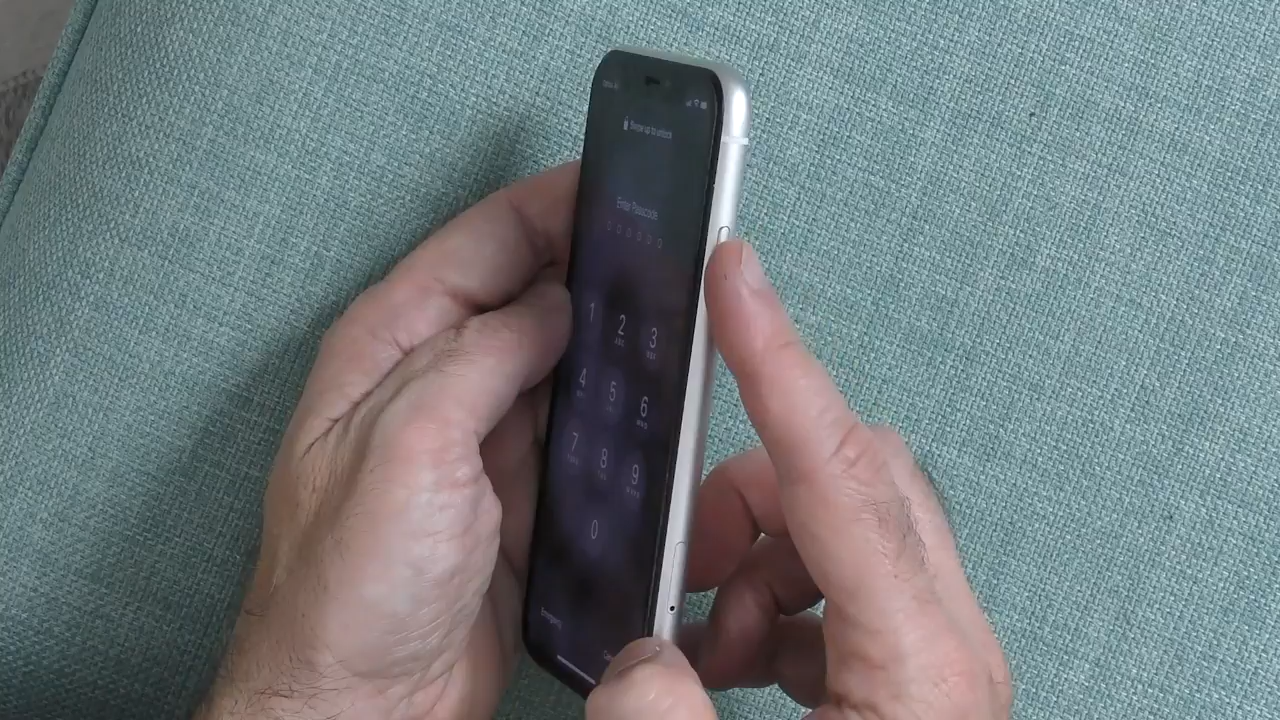 Swipe up to unlock
Enter Passcode
1
2
ABC
3
DEF
4
5
6
MNO
7
8
9
WXYZ
0
Emergency